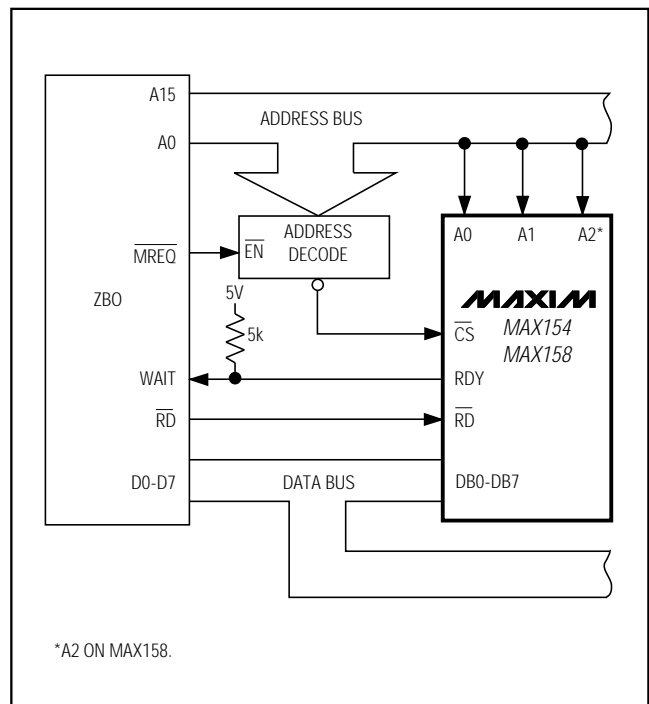 A15
ADDRESS BUS
A0
ADDRESS
DECODE
A0 A1 A2*
MREQ
EN
ZBO
5V
MAXIM
5k
CS
MAX154
MAX158
WAIT
RDY
RD
RD
D0-D7
DATA BUS
DB0-DB7
*A2 ON MAX158.